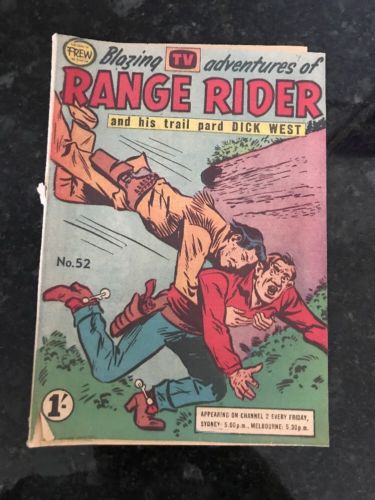 FREW
Blazing TV adventures of
RANGE RIDER
and his trail pard DICK WEST
No.52
1/-
APPEARING ON CHANNEL 2 EVERY FRIDAY,
SYDNEY: 5.00 p.m., MELBOURNE: 5.30 p.m.